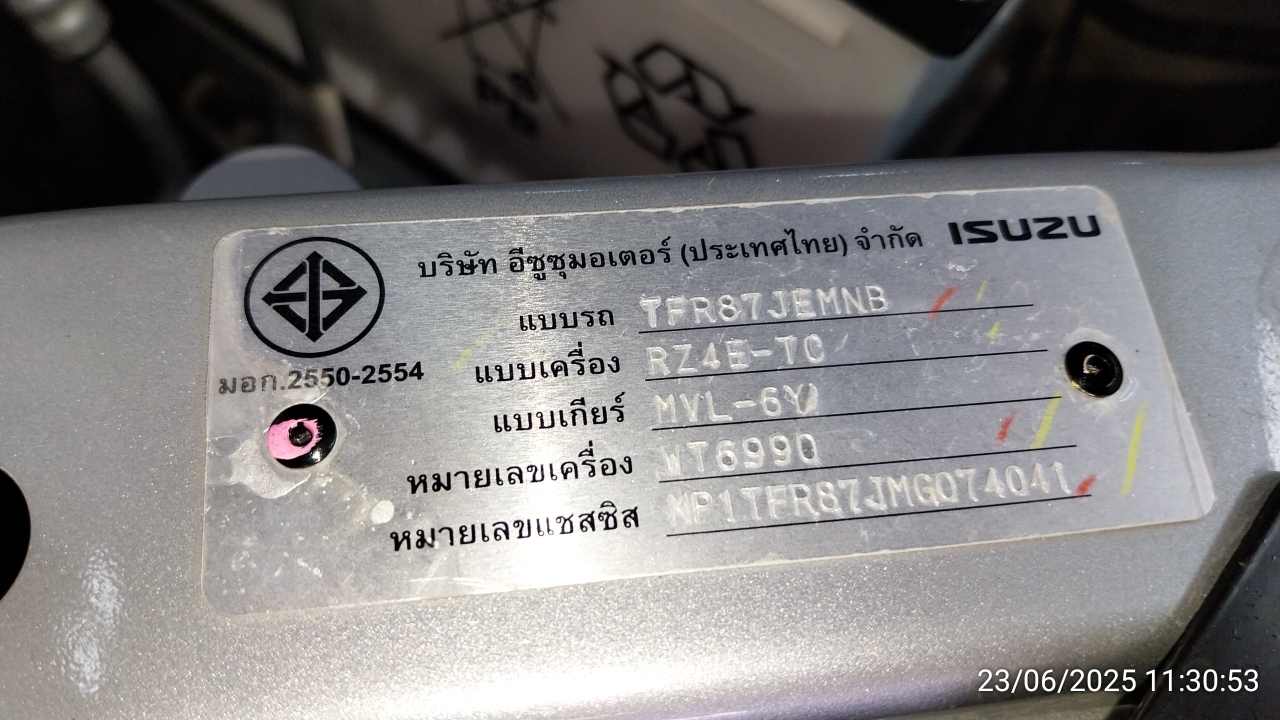 บริษัท อีซูซุมอเตอร์ (ประเทศไทย) จำกัด ISUZU
แบบรถ TFR87JEMNB
มอก.2550-2554
แบบเครื่อง RZ4E-TC
แบบเกียร์ MVL-6Y
หมายเลขเครื่อง WT6990
หมายเลขแชสซิส MP1TFR87JMG074041
23/06/2025 11:30:53